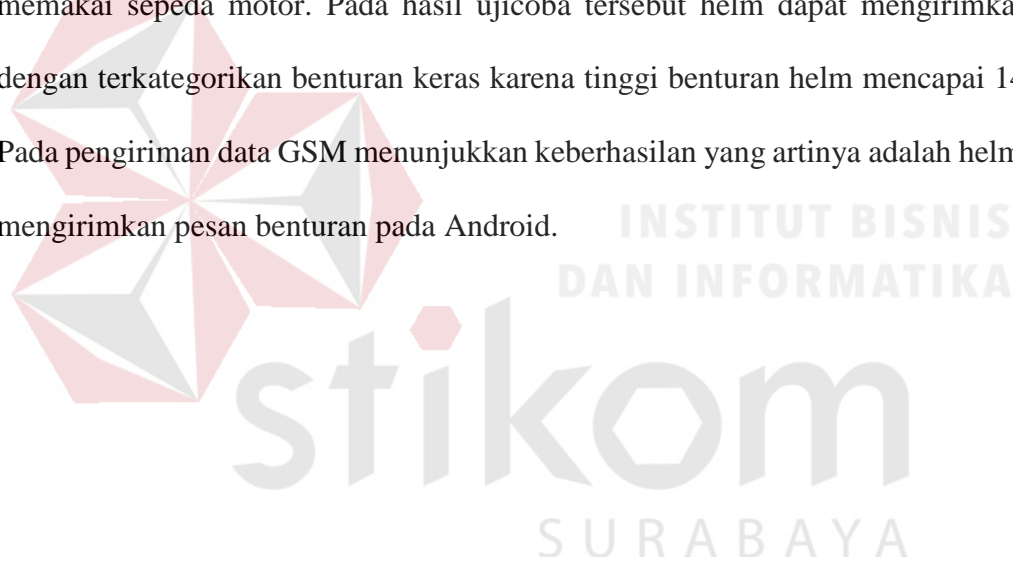 memakai sepeda motor. Pada hasil ujicoba tersebut helm dapat mengirimka
dengan terkategorikan benturan keras karena tinggi benturan helm mencapai 14
Pada pengiriman data GSM menunjukkan keberhasilan yang artinya adalah helm
mengirimkan pesan benturan pada Android.
INSTITUT BISNIS
DAN INFORMATIKA
stikom
SURABAYA